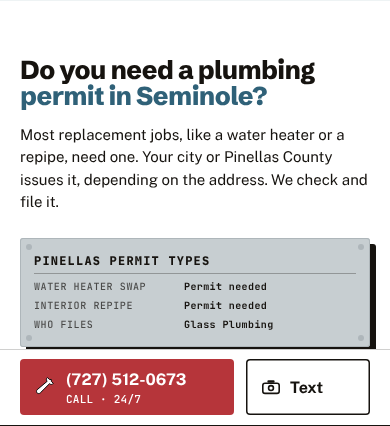 Do you need a plumbing
permit in Seminole?
Most replacement jobs, like a water heater or a
repipe, need one. Your city or Pinellas County
issues it, depending on the address. We check and
file it.
PINELLAS PERMIT TYPES
WATER HEATER SWAP Permit needed
INTERIOR REPIPE Permit needed
WHO FILES Glass Plumbing
(727) 512-0673
CALL · 24/7
Text